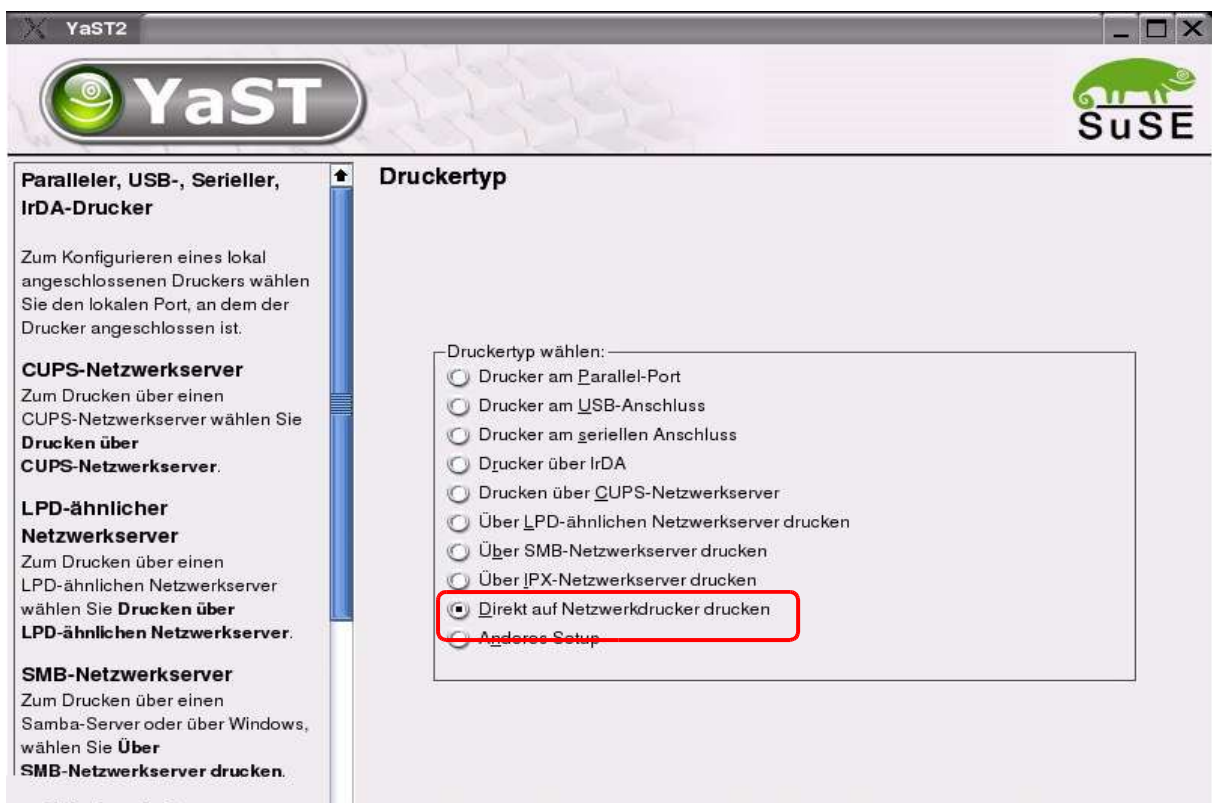 YaST2
YaST
SuSE
Paralleler, USB-, Serieller,
IrDA-Drucker
Zum Konfigurieren eines lokal
angeschlossenen Druckers wählen
Sie den lokalen Port, an dem der
Drucker angeschlossen ist.
CUPS-Netzwerkserver
Zum Drucken über einen
CUPS-Netzwerkserver wählen Sie
Drucken über
CUPS-Netzwerkserver.
LPD-ähnlicher
Netzwerkserver
Zum Drucken über einen
LPD-ähnlichen Netzwerkserver
wählen Sie Drucken über
LPD-ähnlichen Netzwerkserver.
SMB-Netzwerkserver
Zum Drucken über einen
Samba-Server oder über Windows,
wählen Sie Über
SMB-Netzwerkserver drucken.
Druckertyp
Druckertyp wählen:
Drucker am Parallel-Port
Drucker am USB-Anschluss
Drucker am seriellen Anschluss
Drucker über IrDA
Drucken über CUPS-Netzwerkserver
Über LPD-ähnlichen Netzwerkserver drucken
Über SMB-Netzwerkserver drucken
Über IPX-Netzwerkserver drucken
Direkt auf Netzwerkdrucker drucken
Anderes Setup